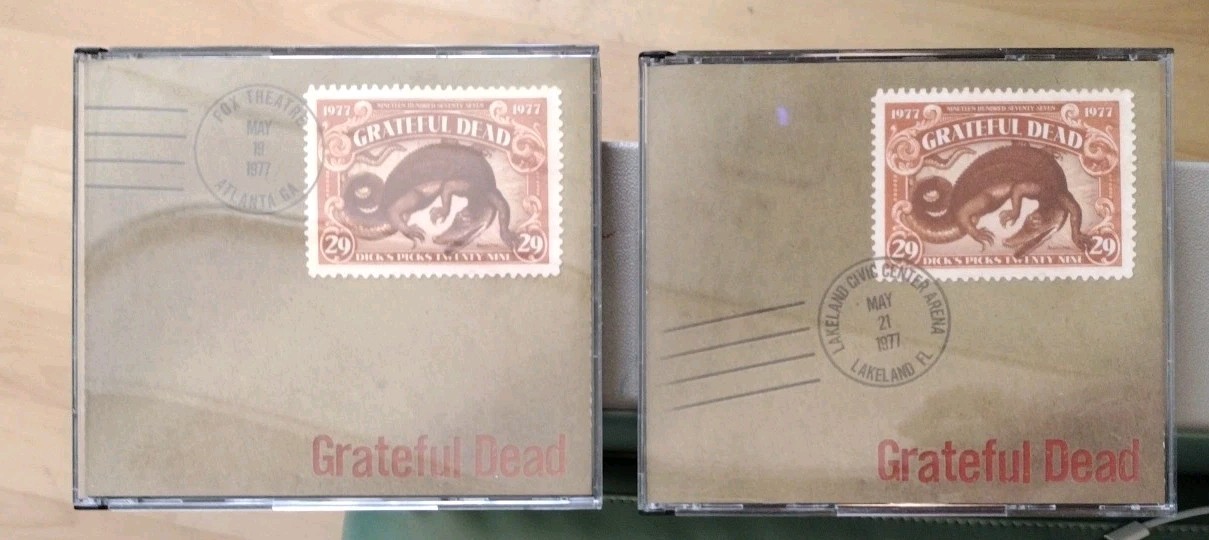 FOX THEATRE
MAY
19
1977
ATLANTA GA
1977 NINETEEN HUNDRED SEVENTY SEVEN 1977
GRATEFUL DEAD
29 DICK'S PICKS TWENTY NINE 29
Grateful Dead
1977 NINETEEN HUNDRED SEVENTY SEVEN 1977
GRATEFUL DEAD
29 DICK'S PICKS TWENTY NINE 29
LAKELAND CIVIC CENTER ARENA
MAY
21
1977
LAKELAND FL
Grateful Dead